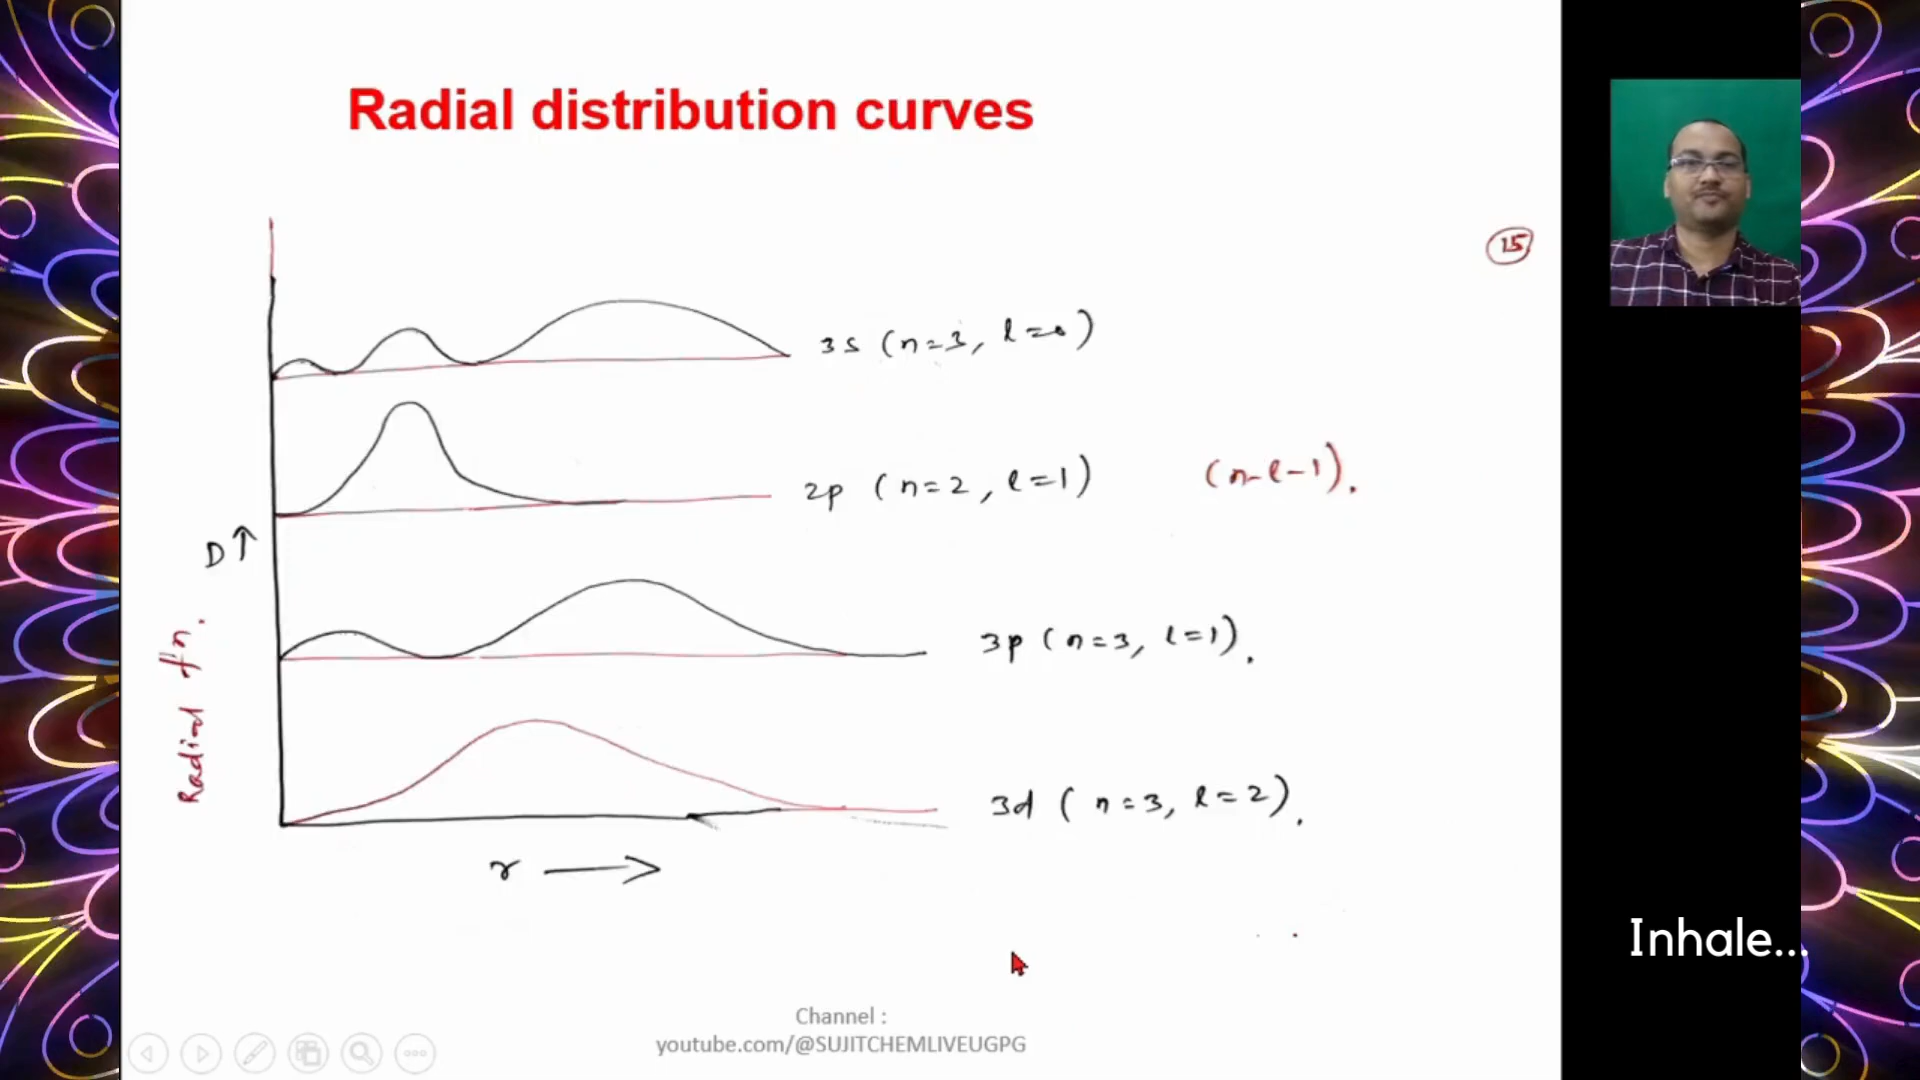 Radial distribution curves
15
3s (n=3, l=0)
2p (n=2, l=1)
(n-l-1).
D↑
3p (n=3, l=1).
Radial fn.
3d (n=3, l=2).
r →
Inhale...
Channel :
youtube.com/@SUJITCHEMLIVEUGPG